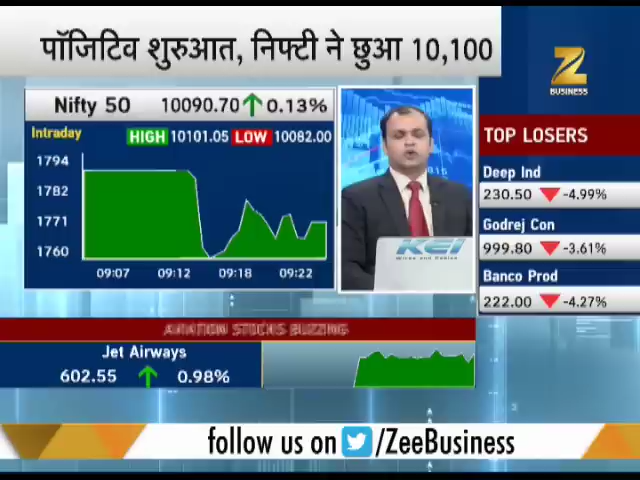 पॉजिटिव शुरुआत, निफ्टी ने छुआ 10,100
Z
BUSINESS
Nifty 50 10090.70 0.13%
Intraday HIGH 10101.05 LOW 10082.00
1794
1782
1771
1760
09:07 09:12 09:18 09:22
KEI
Wires and Cables
TOP LOSERS
Deep Ind
230.50 -4.99%
Godrej Con
999.80 -3.61%
Banco Prod
222.00 -4.27%
AVIATION STOCKS BUZZING
Jet Airways
602.55 0.98%
follow us on /ZeeBusiness